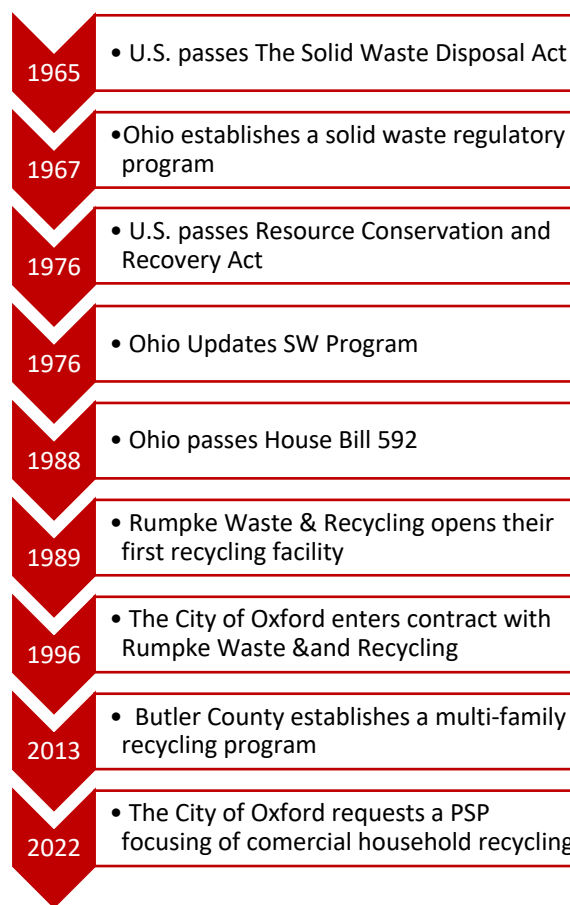 1965
• U.S. passes The Solid Waste Disposal Act
1967
•Ohio establishes a solid waste regulatory
program
1976
• U.S. passes Resource Conservation and
Recovery Act
1976
• Ohio Updates SW Program
1988
• Ohio passes House Bill 592
1989
• Rumpke Waste & Recycling opens their
first recycling facility
1996
• The City of Oxford enters contract with
Rumpke Waste &and Recycling
2013
• Butler County establishes a multi-family
recycling program
2022
• The City of Oxford requests a PSP
focusing of comercial household recycling